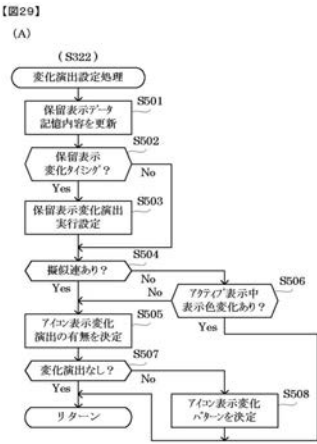 【図29】
(A)
(S322)
変化演出設定処理
S501
保留表示データ
記憶内容を更新
S502
保留表示
変化タイミング?
No
Yes
S503
保留表示変化演出
実行設定
S504
擬似連あり?
No
S506
Yes
No
アクティブ表示中
表示色変化あり?
S505
Yes
アイコン表示変化
演出の有無を決定
S507
変化演出なし?
No
Yes
S508
アイコン表示変化
パターンを決定
リターン